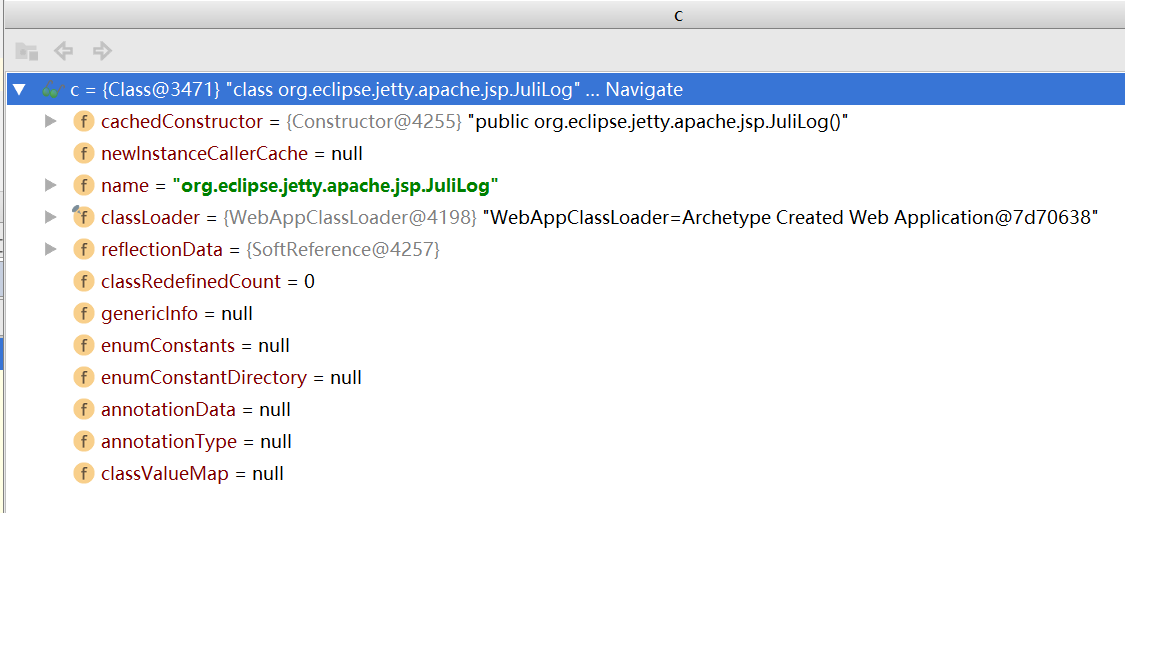 c
c = {Class@3471} "class org.eclipse.jetty.apache.jsp.JuliLog" ... Navigate
f cachedConstructor = {Constructor@4255} "public org.eclipse.jetty.apache.jsp.JuliLog()"
f newInstanceCallerCache = null
f name = "org.eclipse.jetty.apache.jsp.JuliLog"
f classLoader = {WebAppClassLoader@4198} "WebAppClassLoader=Archetype Created Web Application@7d70638"
f reflectionData = {SoftReference@4257}
f classRedefinedCount = 0
f genericInfo = null
f enumConstants = null
f enumConstantDirectory = null
f annotationData = null
f annotationType = null
f classValueMap = null